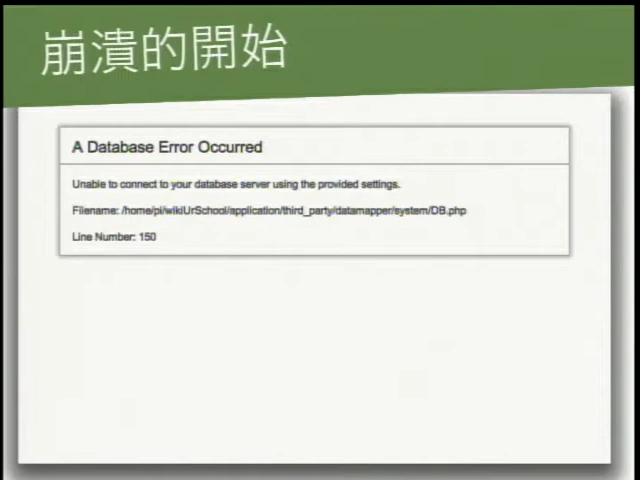 崩潰的開始
A Database Error Occurred
Unable to connect to your database server using the provided settings.
Filename: /home/pi/wikiUrSchool/application/third_party/datamapper/system/DB.php
Line Number: 150